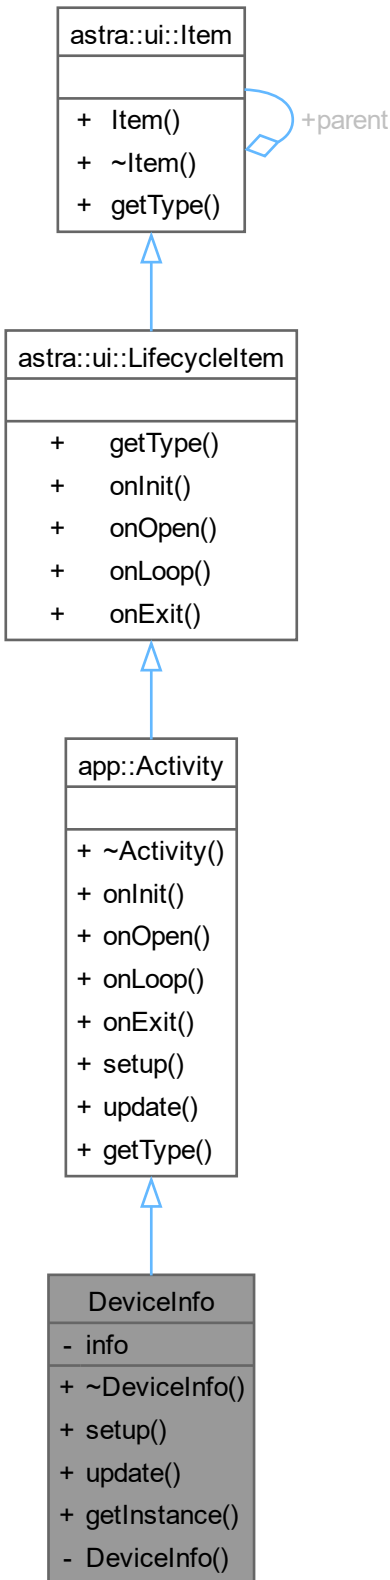 astra::ui::Item
+ Item()
+parent
+ ~Item()
+ getType()
astra::ui::LifecycleItem
+ getType()
+ onInit()
+ onOpen()
+ onLoop()
+ onExit()
app::Activity
+ ~Activity()
+ onInit()
+ onOpen()
+ onLoop()
+ onExit()
+ setup()
+ update()
+ getType()
DeviceInfo
- info
+ ~DeviceInfo()
+ setup()
+ update()
+ getInstance()
- DeviceInfo()